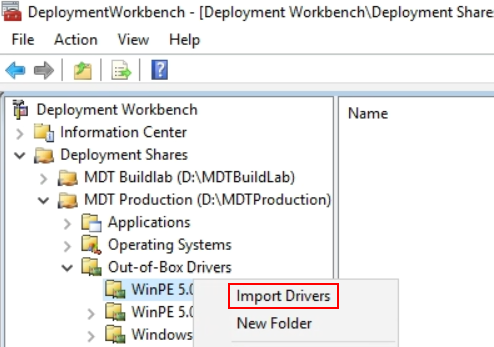 DeploymentWorkbench - [Deployment Workbench\Deployment Shares
File Action View Help
Deployment Workbench
Name
Information Center
Deployment Shares
MDT Buildlab (D:\MDTBuildLab)
MDT Production (D:\MDTProduction)
Applications
Operating Systems
Out-of-Box Drivers
WinPE 5.0
Import Drivers
WinPE 5.0
New Folder
Windows